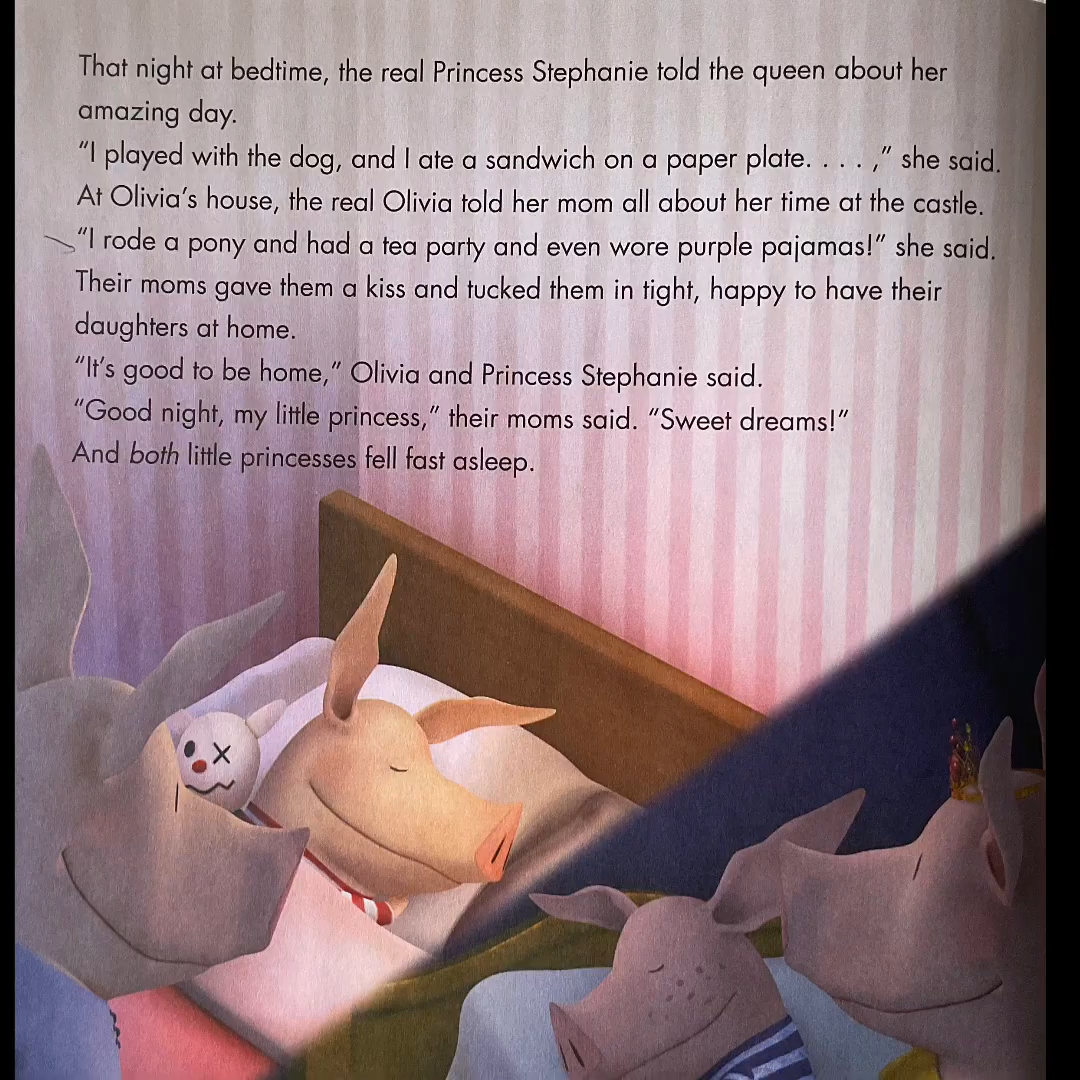 That night at bedtime, the real Princess Stephanie told the queen about her
amazing day.
“I played with the dog, and I ate a sandwich on a paper plate. . . . ,” she said.
At Olivia’s house, the real Olivia told her mom all about her time at the castle.
“I rode a pony and had a tea party and even wore purple pajamas!” she said.
Their moms gave them a kiss and tucked them in tight, happy to have their
daughters at home.
“It’s good to be home,” Olivia and Princess Stephanie said.
“Good night, my little princess,” their moms said. “Sweet dreams!”
And both little princesses fell fast asleep.